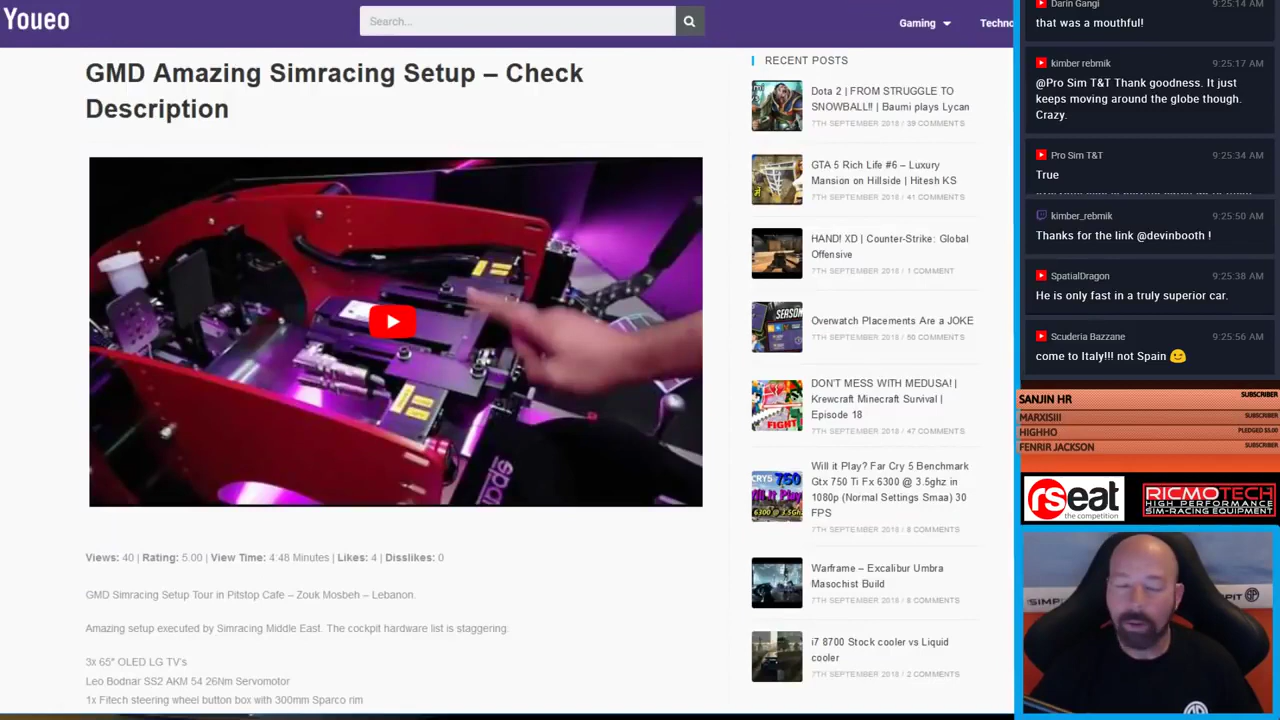 Youeo
Search...
Gaming
Techno
GMD Amazing Simracing Setup – Check
Description
Views: 40 | Rating: 5.00 | View Time: 4:48 Minutes | Likes: 4 | Disslikes: 0
GMD Simracing Setup Tour in Pitstop Cafe – Zouk Mosbeh – Lebanon.
Amazing setup executed by Simracing Middle East. The cockpit hardware list is staggering:
3x 65" OLED LG TV's
Leo Bodnar SS2 AKM 54 26Nm Servomotor
1x Fitech steering wheel button box with 300mm Sparco rim
RECENT POSTS
Dota 2 | FROM STRUGGLE TO
SNOWBALL!! | Baumi plays Lycan
7TH SEPTEMBER 2018 / 39 COMMENTS
GTA 5 Rich Life #6 – Luxury
Mansion on Hillside | Hitesh KS
7TH SEPTEMBER 2018 / 41 COMMENTS
HAND! XD | Counter-Strike: Global
Offensive
7TH SEPTEMBER 2018 / 1 COMMENT
SEASON
Overwatch Placements Are a JOKE
7TH SEPTEMBER 2018 / 50 COMMENTS
FIGHT
DON'T MESS WITH MEDUSA! |
Krewcraft Minecraft Survival |
Episode 18
7TH SEPTEMBER 2018 / 47 COMMENTS
Will it Play? Far Cry 5 Benchmark
Gtx 750 Ti Fx 6300 @ 3.5ghz in
1080p (Normal Settings Smaa) 30
FPS
7TH SEPTEMBER 2018 / 8 COMMENTS
Warframe – Excalibur Umbra
Masochist Build
7TH SEPTEMBER 2018 / 8 COMMENTS
i7 8700 Stock cooler vs Liquid
cooler
7TH SEPTEMBER 2018 / 2 COMMENTS
Darin Gangi 9:25:14 AM
that was a mouthful!
kimber rebmik 9:25:17 AM
@Pro Sim T&T Thank goodness. It just
keeps moving around the globe though.
Crazy.
Pro Sim T&T 9:25:34 AM
True
kimber_rebmik 9:25:50 AM
Thanks for the link @devinbooth !
SpatialDragon 9:25:38 AM
He is only fast in a truly superior car.
Scuderia Bazzane 9:25:56 AM
come to Italy!!! not Spain 😉
SANJIN HR SUBSCRIBER
MARXISIII SUBSCRIBER
HIGHHO PLEDGED $5.00
FENRIR JACKSON SUBSCRIBER
rseat
the competition
RICMOTECH
HIGH PERFORMANCE
SIM-RACING EQUIPMENT